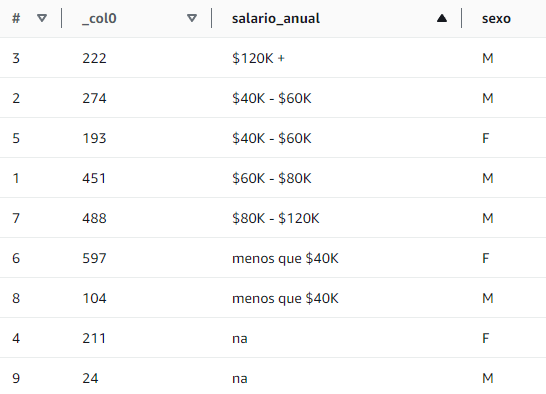 # _col0 salario_anual sexo
3 222 $120K + M
2 274 $40K - $60K M
5 193 $40K - $60K F
1 451 $60K - $80K M
7 488 $80K - $120K M
6 597 menos que $40K F
8 104 menos que $40K M
4 211 na F
9 24 na M